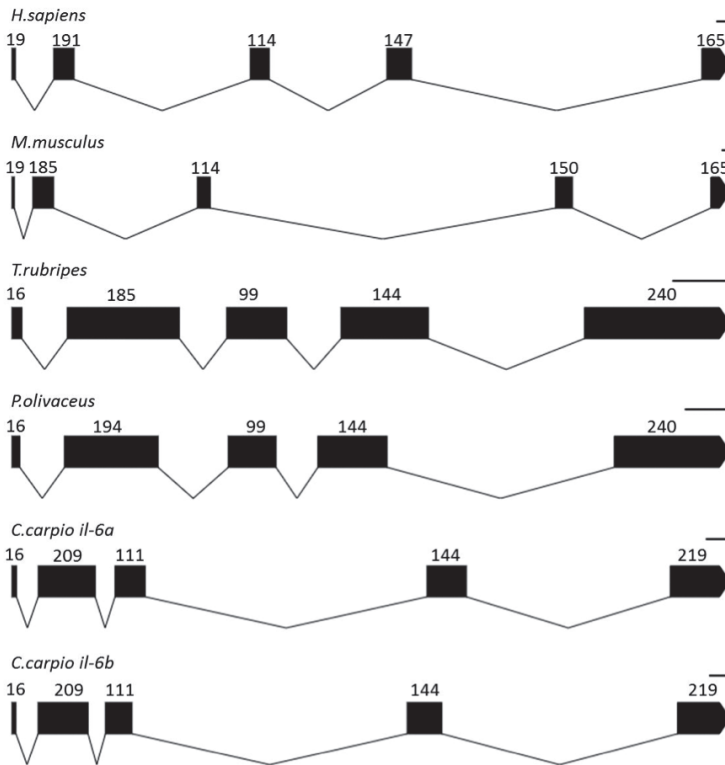 H.sapiens
19 191 114 147 165
M.musculus
19 185 114 150 165
T.rubripes
16 185 99 144 240
P.olivaceus
16 194 99 144 240
C.carpio il-6a
16 209 111 144 219
C.carpio il-6b
16 209 111 144 219